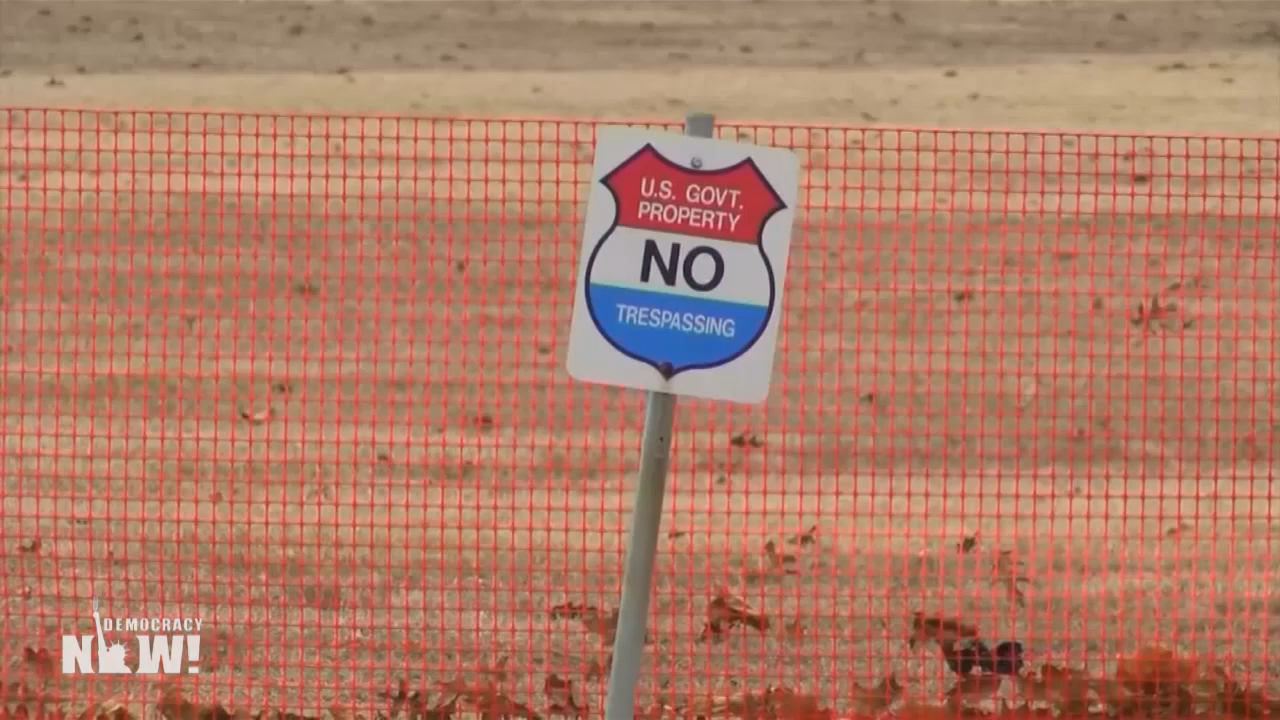 U.S. GOVT.
PROPERTY
NO
TRESPASSING
DEMOCRACY
NOW!